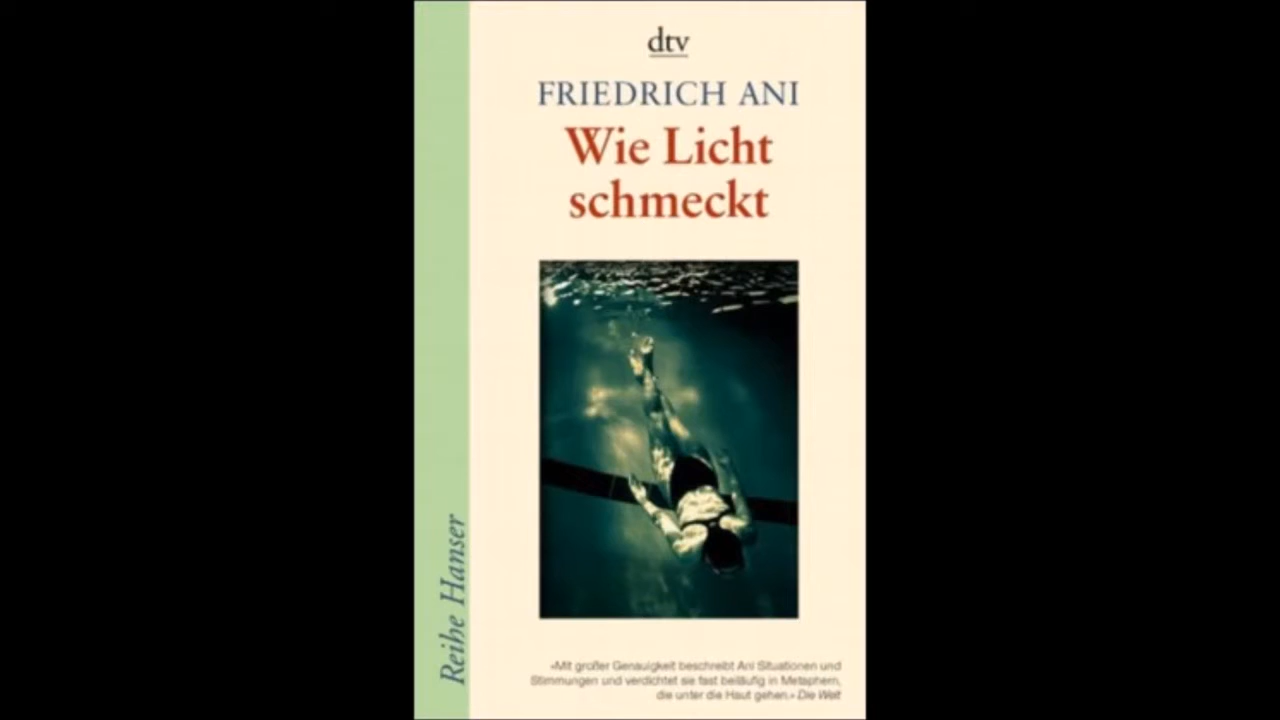 dtv
FRIEDRICH ANI
Wie Licht
schmeckt
Reihe Hanser
»Mit großer Genauigkeit beschreibt Ani Situationen und
Stimmungen und verdichtet sie fast beiläufig in Metaphern,
die unter die Haut gehen.« Die Welt